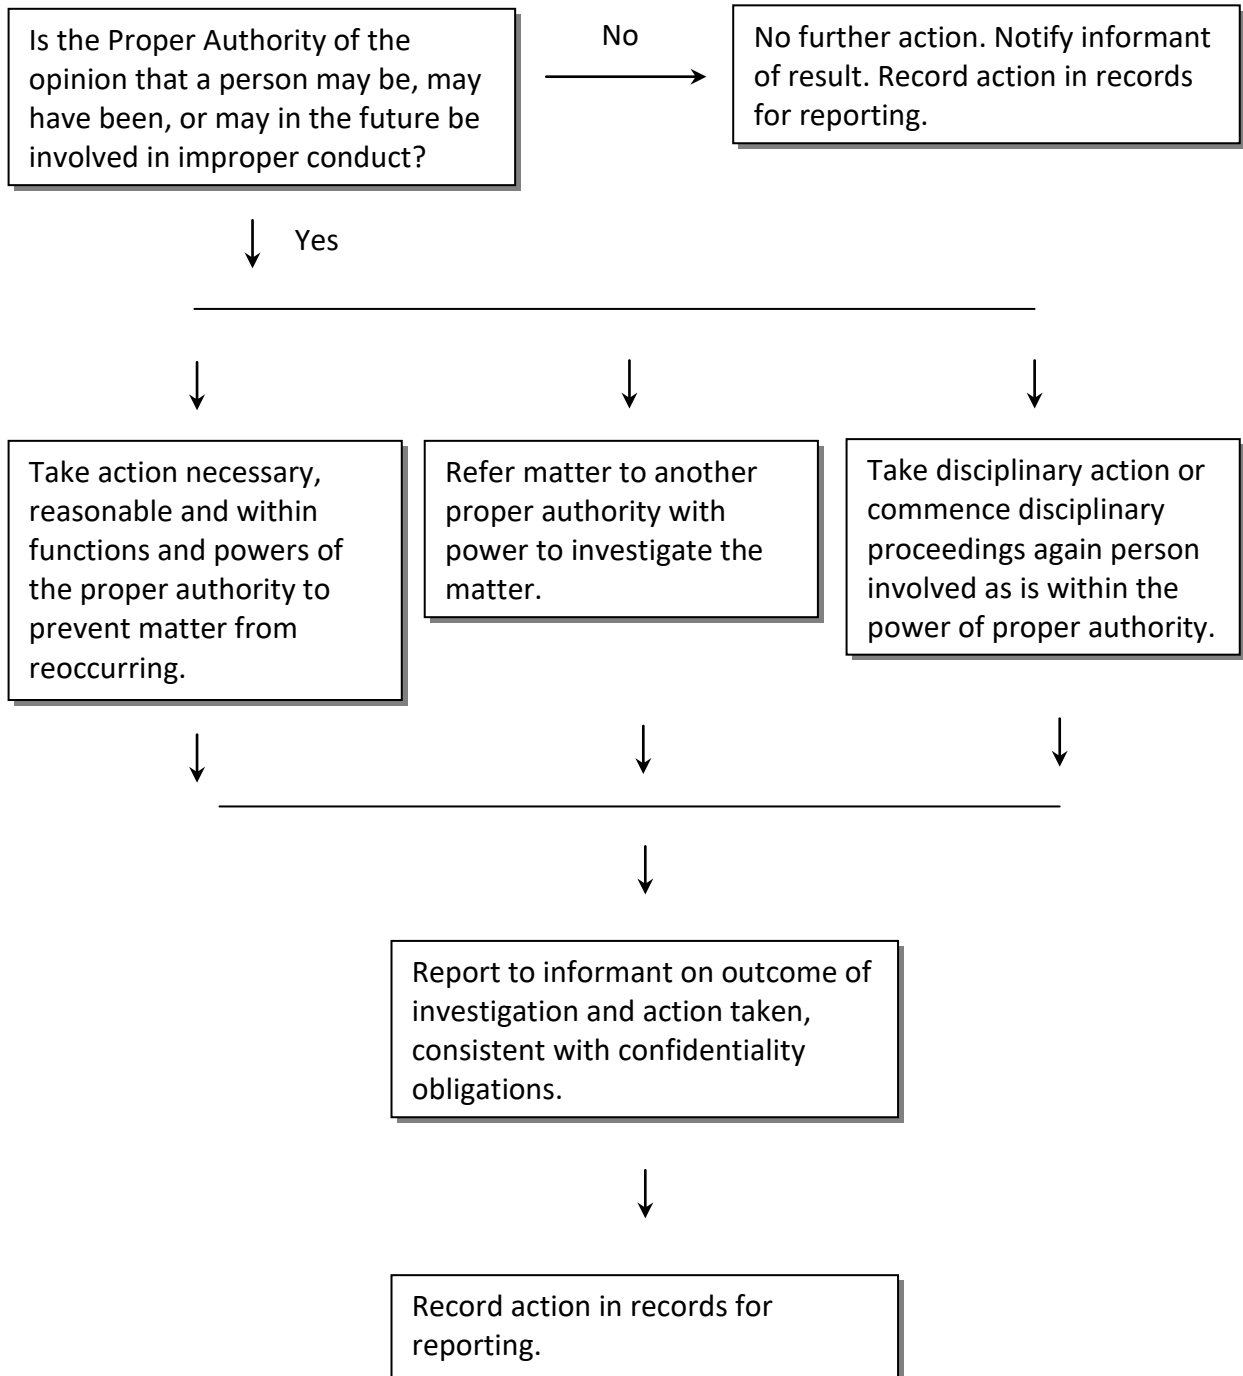 Is the Proper Authority of the
opinion that a person may be, may
have been, or may in the future be
involved in improper conduct?
No
No further action. Notify informant
of result. Record action in records
for reporting.
Yes
Take action necessary,
reasonable and within
functions and powers of
the proper authority to
prevent matter from
reoccurring.
Refer matter to another
proper authority with
power to investigate the
matter.
Take disciplinary action or
commence disciplinary
proceedings again person
involved as is within the
power of proper authority.
Report to informant on outcome of
investigation and action taken,
consistent with confidentiality
obligations.
Record action in records for
reporting.